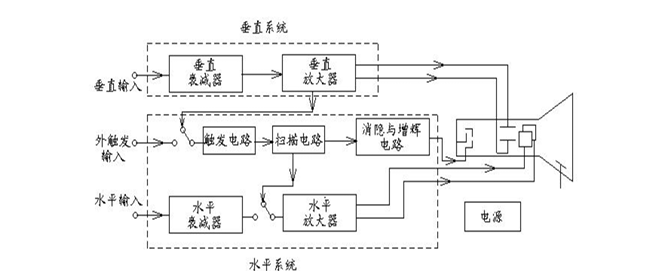 垂直系统
垂直输入
垂直
衰减器
垂直
放大器
外触发
输入
触发电路
扫描电路
消隐与增辉
电路
水平输入
水平
衰减器
水平
放大器
电源
水平系统